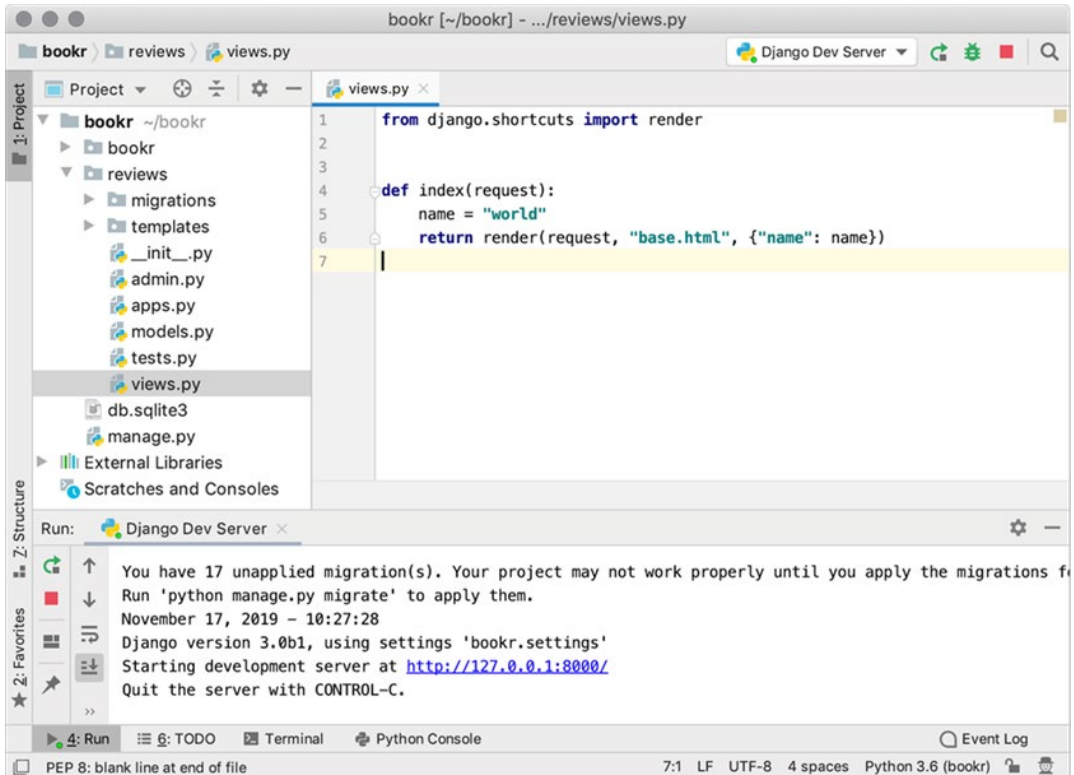 bookr [~/bookr] - .../reviews/views.py
bookr reviews views.py
Django Dev Server
1: Project
Project
views.py
bookr ~/bookr
bookr
reviews
migrations
templates
__init__.py
admin.py
apps.py
models.py
tests.py
views.py
db.sqlite3
manage.py
External Libraries
Scratches and Consoles
1 from django.shortcuts import render
2
3
4 def index(request):
5 name = "world"
6 return render(request, "base.html", {"name": name})
7
Z: Structure
2: Favorites
Run: Django Dev Server
You have 17 unapplied migration(s). Your project may not work properly until you apply the migrations
Run 'python manage.py migrate' to apply them.
November 17, 2019 - 10:27:28
Django version 3.0b1, using settings 'bookr.settings'
Starting development server at http://127.0.0.1:8000/
Quit the server with CONTROL-C.
4: Run 6: TODO Terminal Python Console Event Log
PEP 8: blank line at end of file 7:1 LF UTF-8 4 spaces Python 3.6 (bookr)